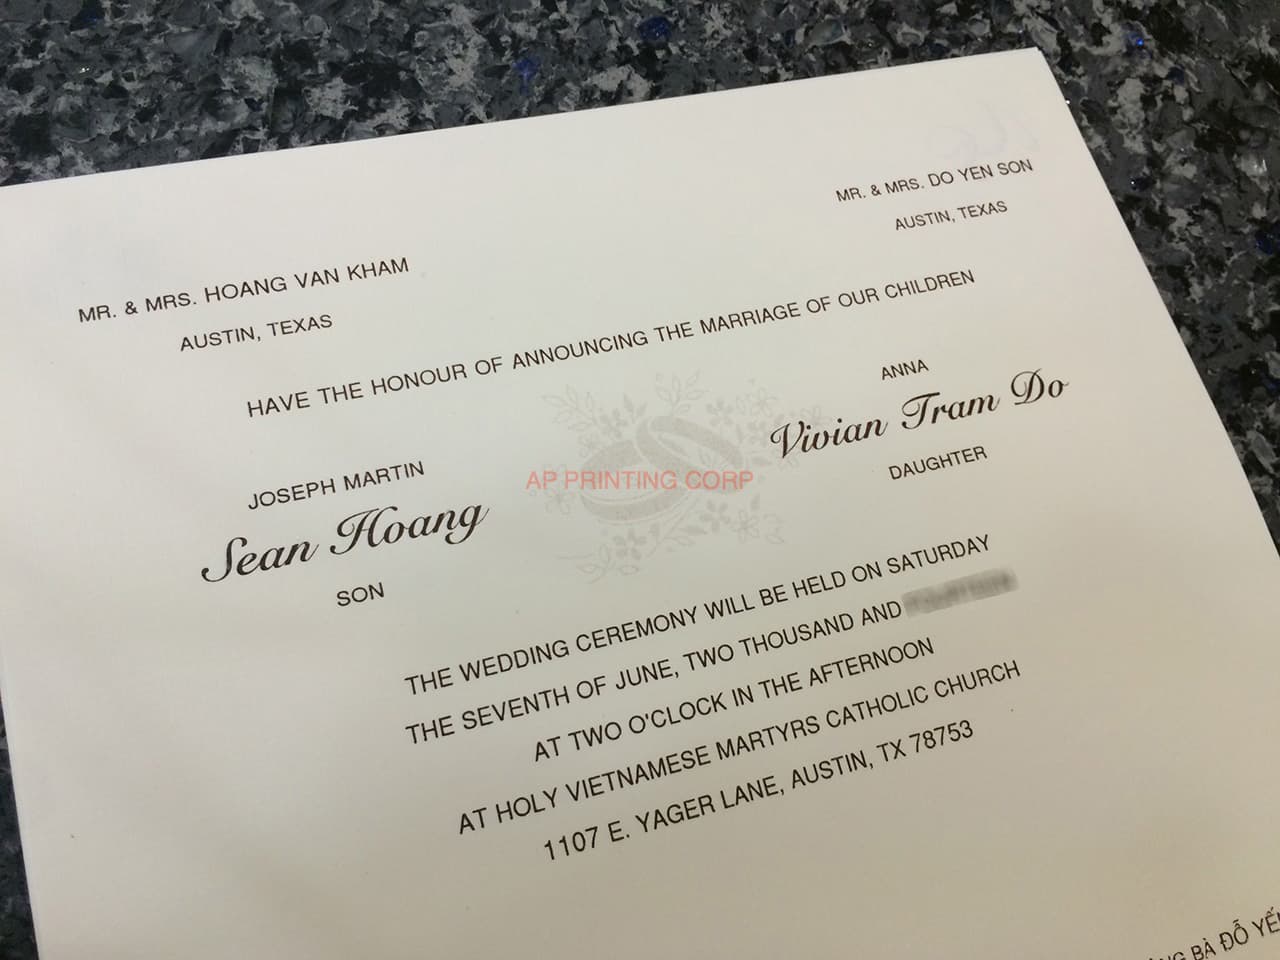 MR. & MRS. HOANG VAN KHAM
AUSTIN, TEXAS
MR. & MRS. DO YEN SON
AUSTIN, TEXAS
HAVE THE HONOUR OF ANNOUNCING THE MARRIAGE OF OUR CHILDREN
JOSEPH MARTIN
Sean Hoang
SON
ANNA
Vivian Tram Do
DAUGHTER
AP PRINTING CORP
THE WEDDING CEREMONY WILL BE HELD ON SATURDAY
THE SEVENTH OF JUNE, TWO THOUSAND AND
AT TWO O'CLOCK IN THE AFTERNOON
AT HOLY VIETNAMESE MARTYRS CATHOLIC CHURCH
1107 E. YAGER LANE, AUSTIN, TX 78753
BÀ ĐỖ